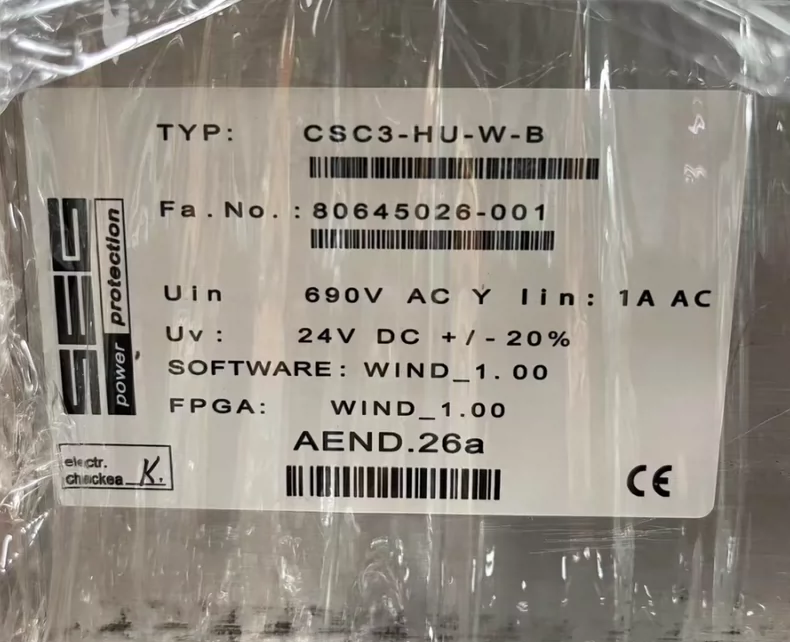 TYP: CSC3-HU-W-B
Fa.No.: 80645026-001
Uin 690V AC Y Iin: 1A AC
Uv: 24V DC +/-20%
SOFTWARE: WIND_1.00
FPGA: WIND_1.00
AEND.26a
SEG
power protection
electr.
checked K.
CE